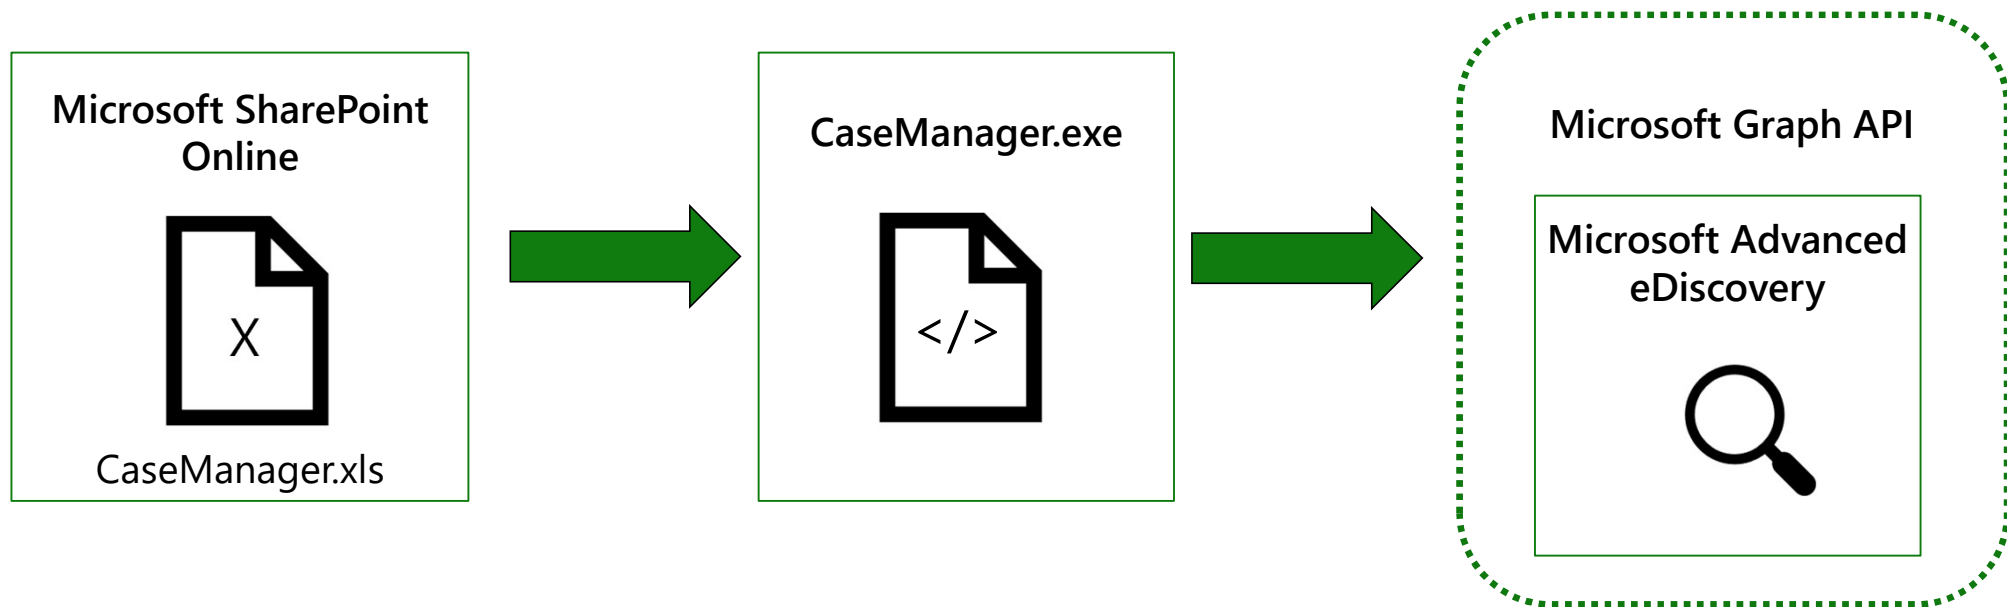 Microsoft SharePoint
Online
X
CaseManager.xls
CaseManager.exe
</>
Microsoft Graph API
Microsoft Advanced
eDiscovery